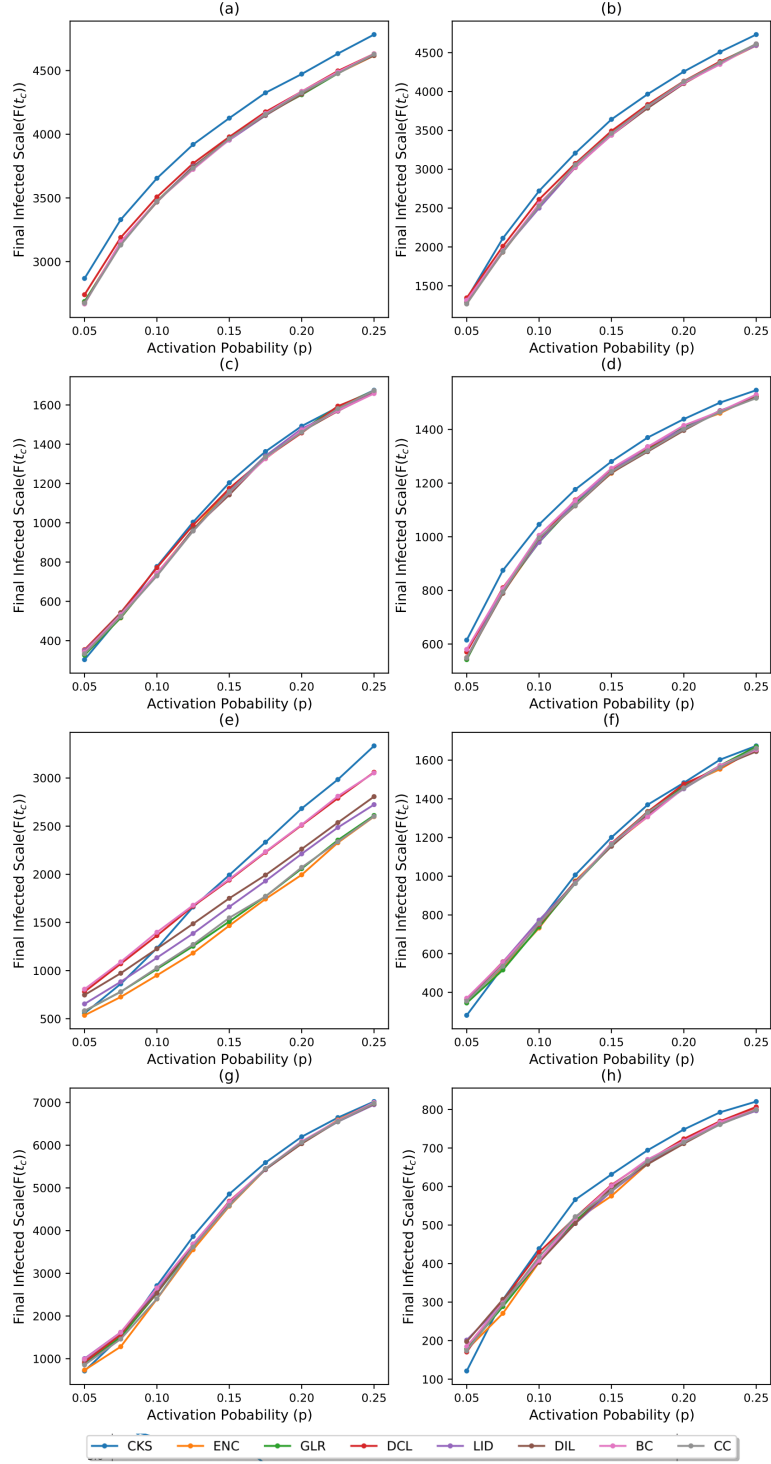 (a) (b)
Final Infected Scale(F(t_c))
4500
4000
3500
3000
0.05 0.10 0.15 0.20 0.25
Activation Pobability (p)
Final Infected Scale(F(t_c))
4500
4000
3500
3000
2500
2000
1500
0.05 0.10 0.15 0.20 0.25
Activation Pobability (p)
(c) (d)
Final Infected Scale(F(t_c))
1600
1400
1200
1000
800
600
400
0.05 0.10 0.15 0.20 0.25
Activation Pobability (p)
Final Infected Scale(F(t_c))
1400
1200
1000
800
600
0.05 0.10 0.15 0.20 0.25
Activation Pobability (p)
(e) (f)
Final Infected Scale(F(t_c))
3000
2500
2000
1500
1000
500
0.05 0.10 0.15 0.20 0.25
Activation Pobability (p)
Final Infected Scale(F(t_c))
1600
1400
1200
1000
800
600
400
0.05 0.10 0.15 0.20 0.25
Activation Pobability (p)
(g) (h)
Final Infected Scale(F(t_c))
7000
6000
5000
4000
3000
2000
1000
0.05 0.10 0.15 0.20 0.25
Activation Pobability (p)
Final Infected Scale(F(t_c))
800
700
600
500
400
300
200
100
0.05 0.10 0.15 0.20 0.25
Activation Pobability (p)
CKS ENC GLR DCL LID DIL BC CC